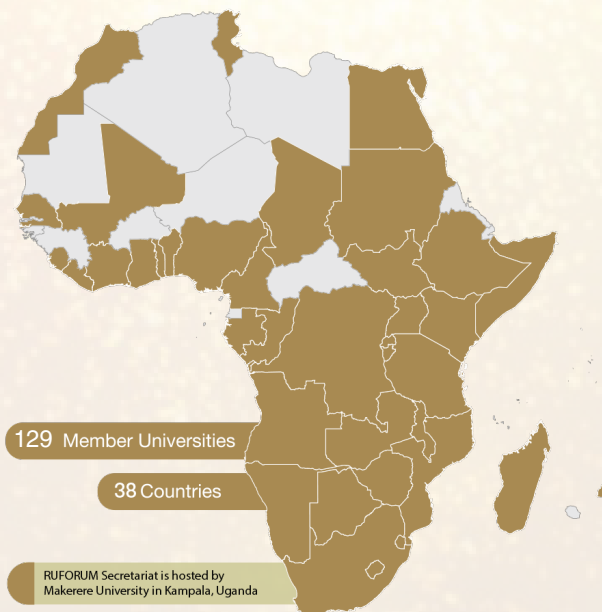 129 Member Universities
38 Countries
RUFORUM Secretariat is hosted by
Makerere University in Kampala, Uganda